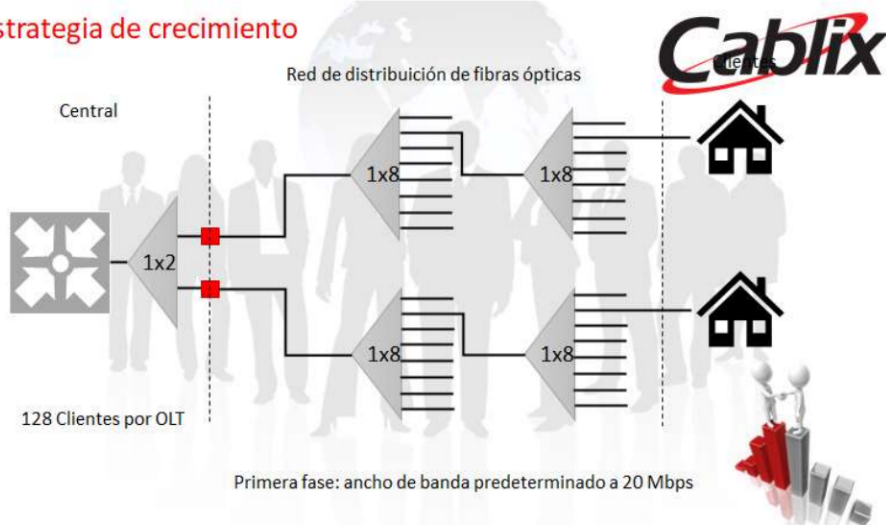 strategia de crecimiento
Cablix
Clientes
Red de distribuición de fibras ópticas
Central
1x8
1x8
1x2
1x8
1x8
128 Clientes por OLT
Primera fase: ancho de banda predeterminado a 20 Mbps